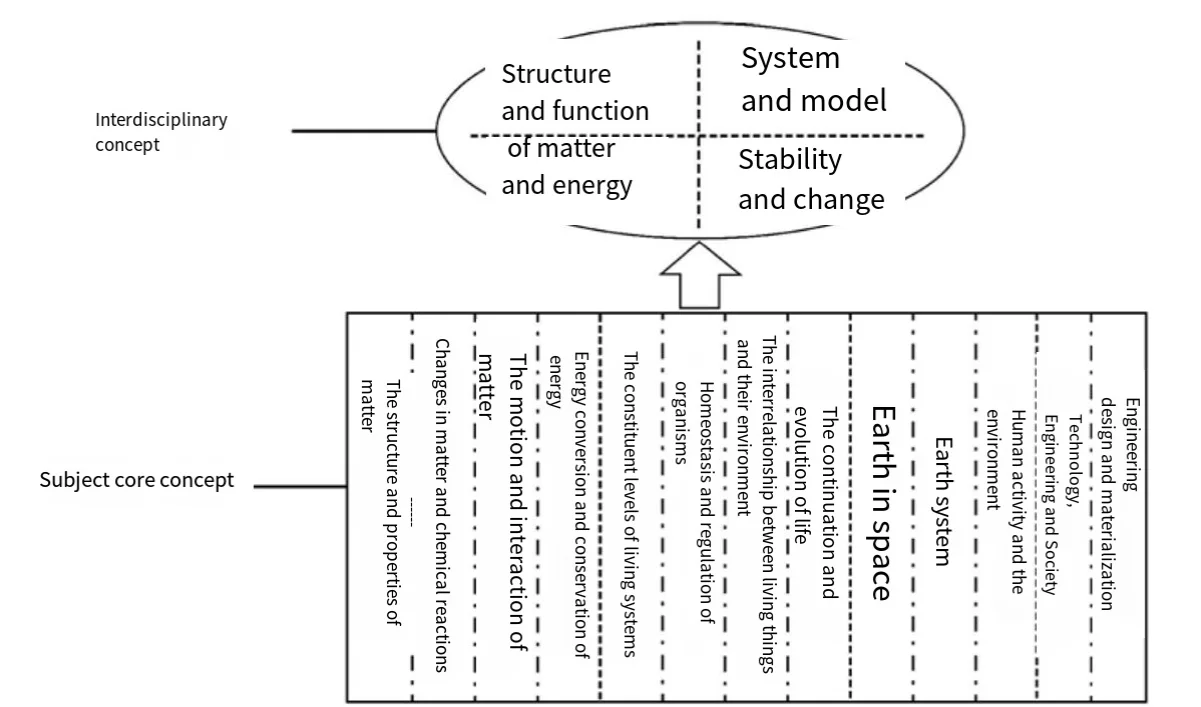 Interdisciplinary
concept
Structure
and function
of matter
and energy
System
and model
Stability
and change
Subject core concept
The structure and properties of
matter
Changes in matter and chemical reactions
The motion and interaction of
matter
Energy conversion and conservation of
energy
The constituent levels of living systems
Homeostasis and regulation of
organisms
The interrelationship between living things
and their environment
The continuation and
evolution of life
Earth in space
Earth system
Human activity and the
environment
Technology,
Engineering and Society
Engineering
design and materialization